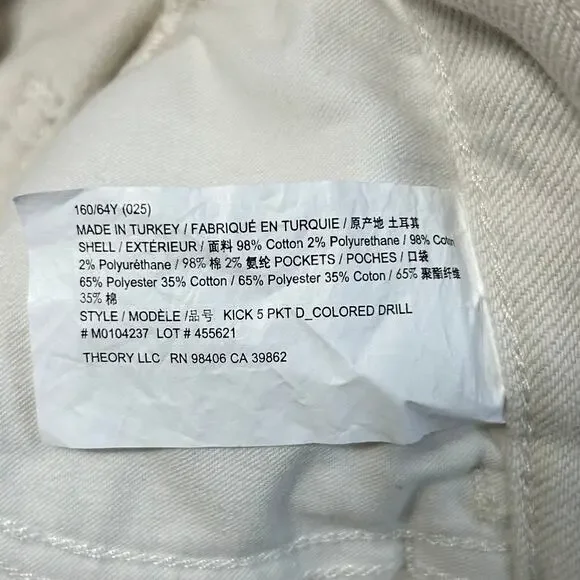 160/64Y (025)
MADE IN TURKEY / FABRIQUÉ EN TURQUIE / 原产地 土耳其
SHELL / EXTÉRIEUR / 面料 98% Cotton 2% Polyurethane / 98% Coton
2% Polyuréthane / 98% 棉 2% 氨纶 POCKETS / POCHES / 口袋
65% Polyester 35% Cotton / 65% Polyester 35% Coton / 65% 聚酯纤维
35% 棉
STYLE / MODÈLE /品号 KICK 5 PKT D_COLORED DRILL
# M0104237 LOT # 455621
THEORY LLC RN 98406 CA 39862